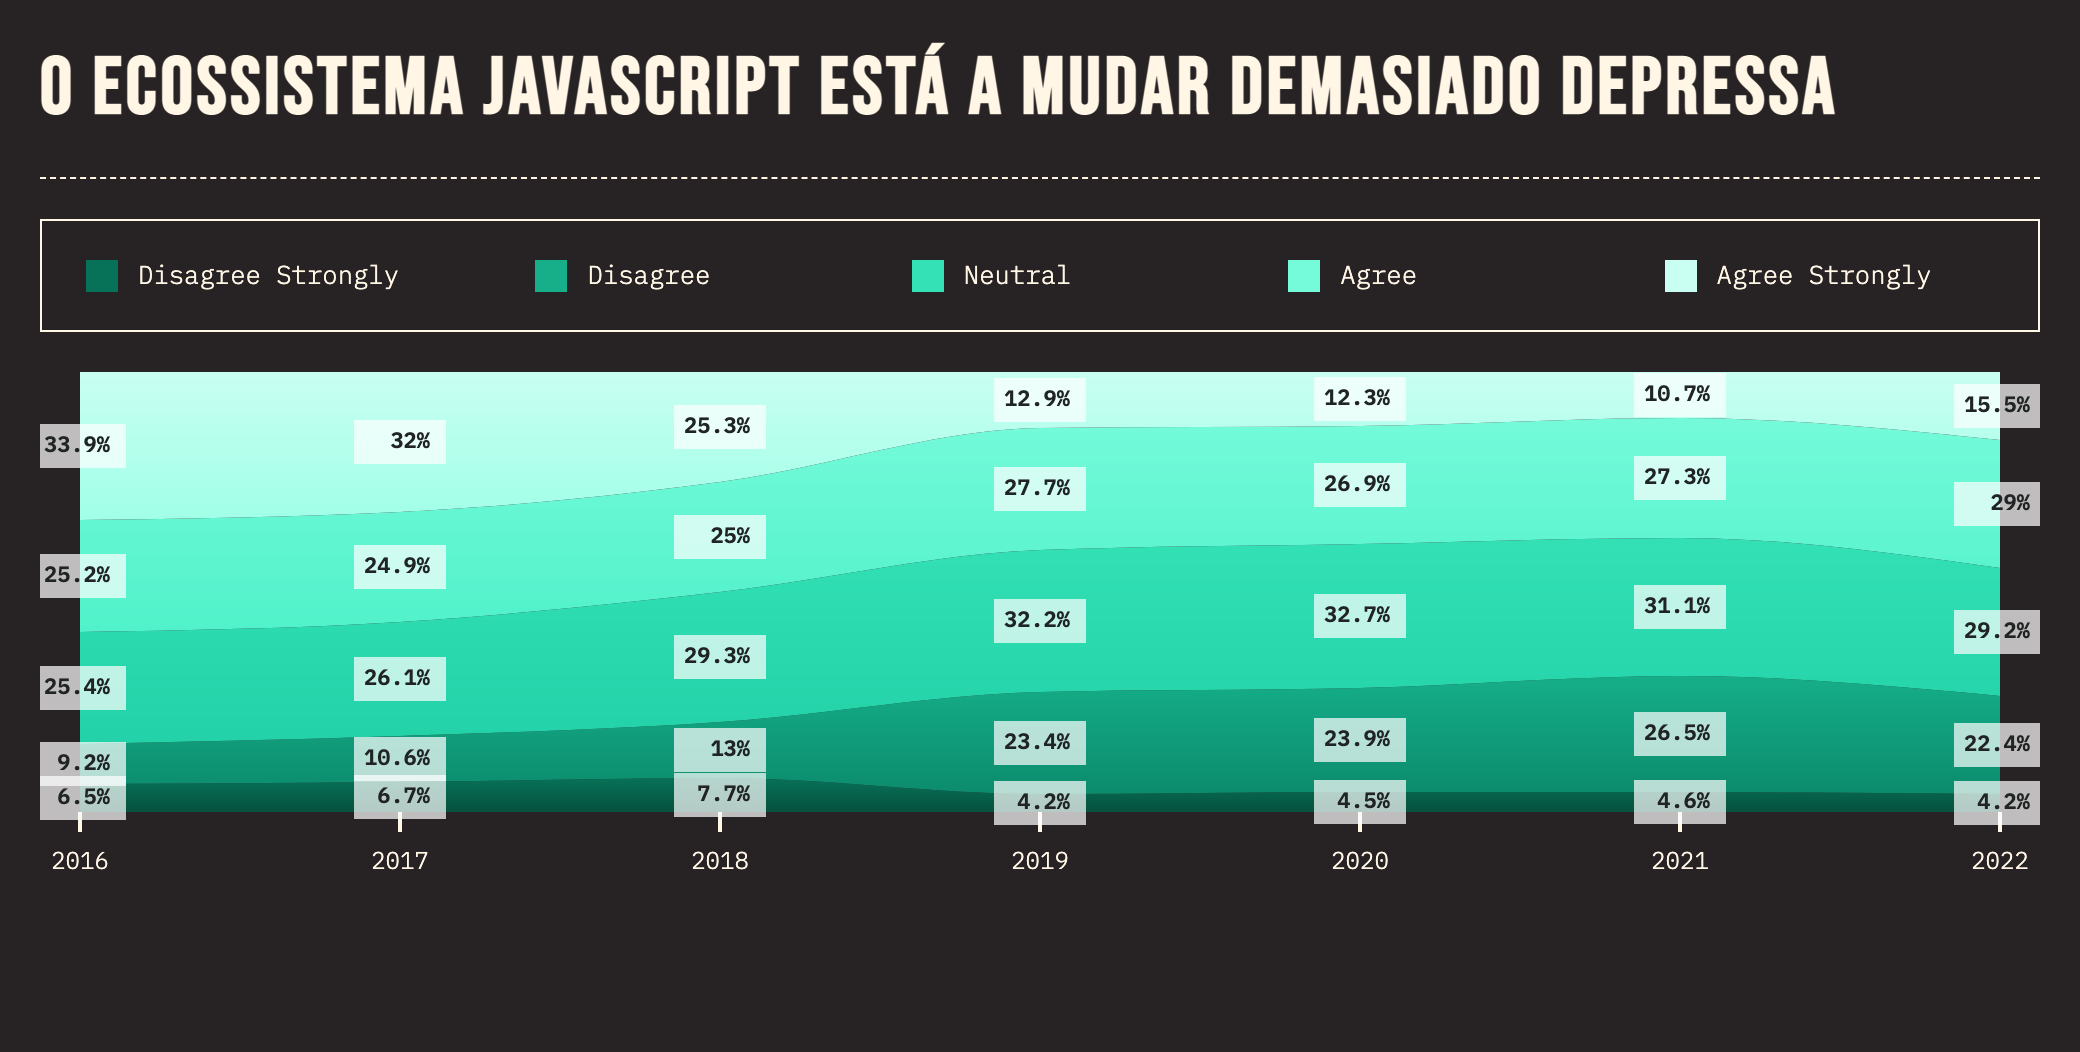 O ECOSSISTEMA JAVASCRIPT ESTÁ A MUDAR DEMASIADO DEPRESSA
Disagree Strongly Disagree Neutral Agree Agree Strongly
33.9% 32% 25.3% 12.9% 12.3% 10.7% 15.5%
25.2% 24.9% 25% 27.7% 26.9% 27.3% 29%
25.4% 26.1% 29.3% 32.2% 32.7% 31.1% 29.2%
9.2% 10.6% 13% 23.4% 23.9% 26.5% 22.4%
6.5% 6.7% 7.7% 4.2% 4.5% 4.6% 4.2%
2016 2017 2018 2019 2020 2021 2022